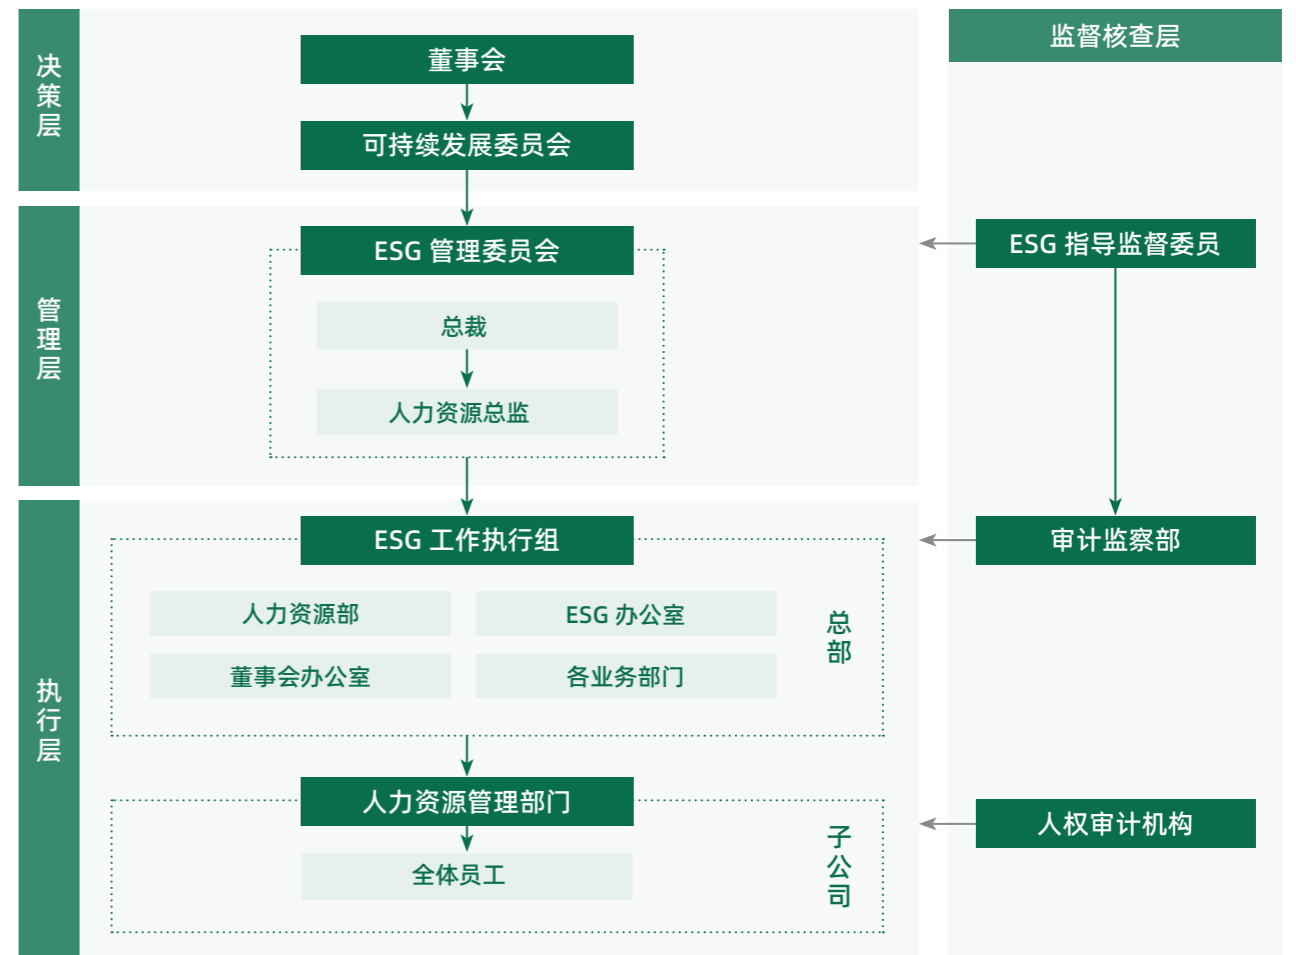 决策层
董事会
可持续发展委员会
管理层
ESG 管理委员会
总裁
人力资源总监
执行层
ESG 工作执行组
人力资源部
ESG 办公室
董事会办公室
各业务部门
总部
人力资源管理部门
全体员工
子公司
监督核查层
ESG 指导监督委员
审计监察部
人权审计机构